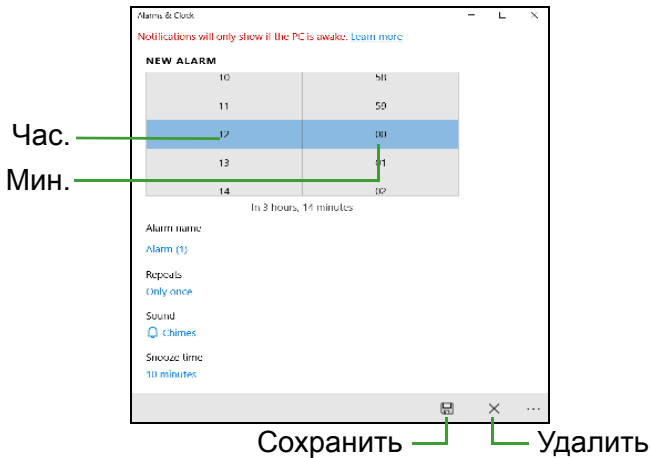 Alarms & Clock
Notifications will only show if the PC is awake. Learn more
NEW ALARM
10 58
11 59
Час. 12 00
13 01
Мин.
14 02
In 3 hours, 14 minutes
Alarm name
Alarm (1)
Repeats
Only once
Sound
Chimes
Snooze time
10 minutes
Сохранить Удалить